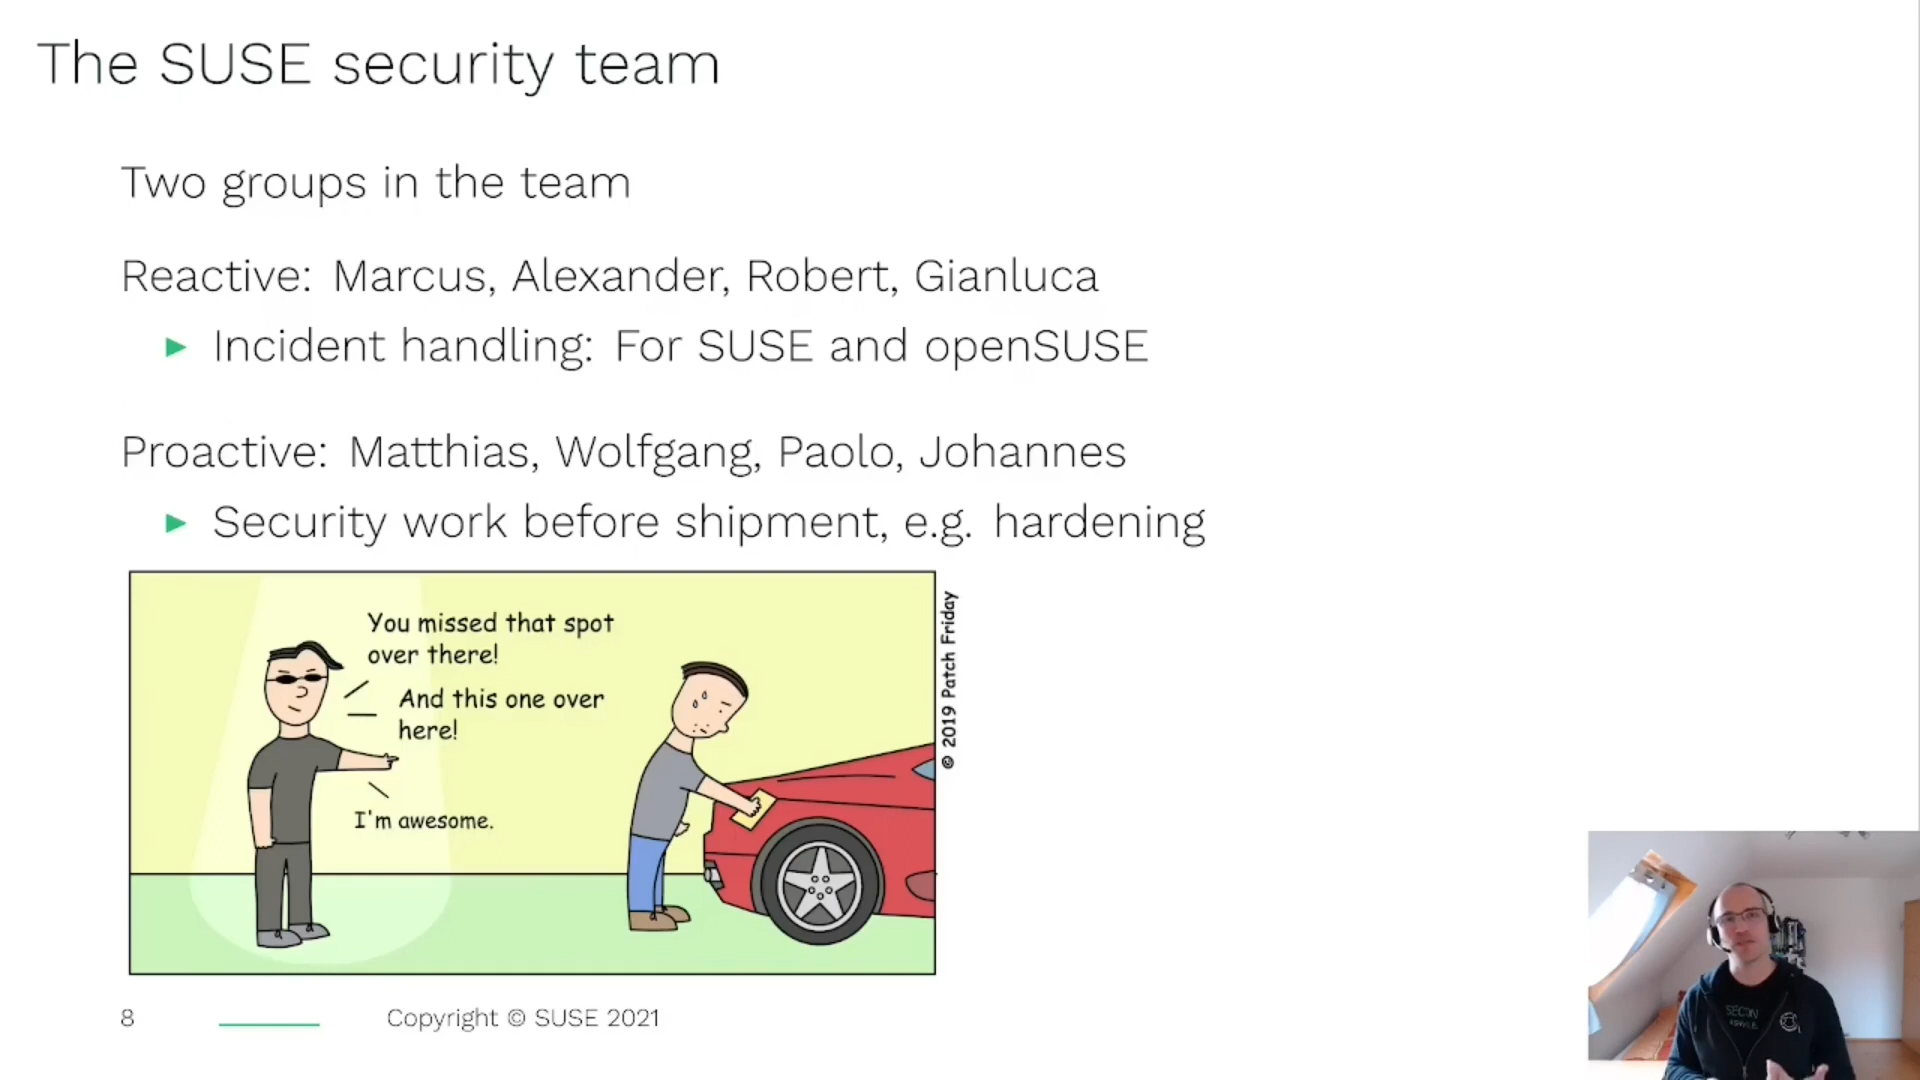 The SUSE security team
Two groups in the team
Reactive: Marcus, Alexander, Robert, Gianluca
▶ Incident handling: For SUSE and openSUSE
Proactive: Matthias, Wolfgang, Paolo, Johannes
▶ Security work before shipment, e.g. hardening
You missed that spot
over there!
And this one over
here!
I'm awesome.
© 2019 Patch Friday
8
Copyright © SUSE 2021